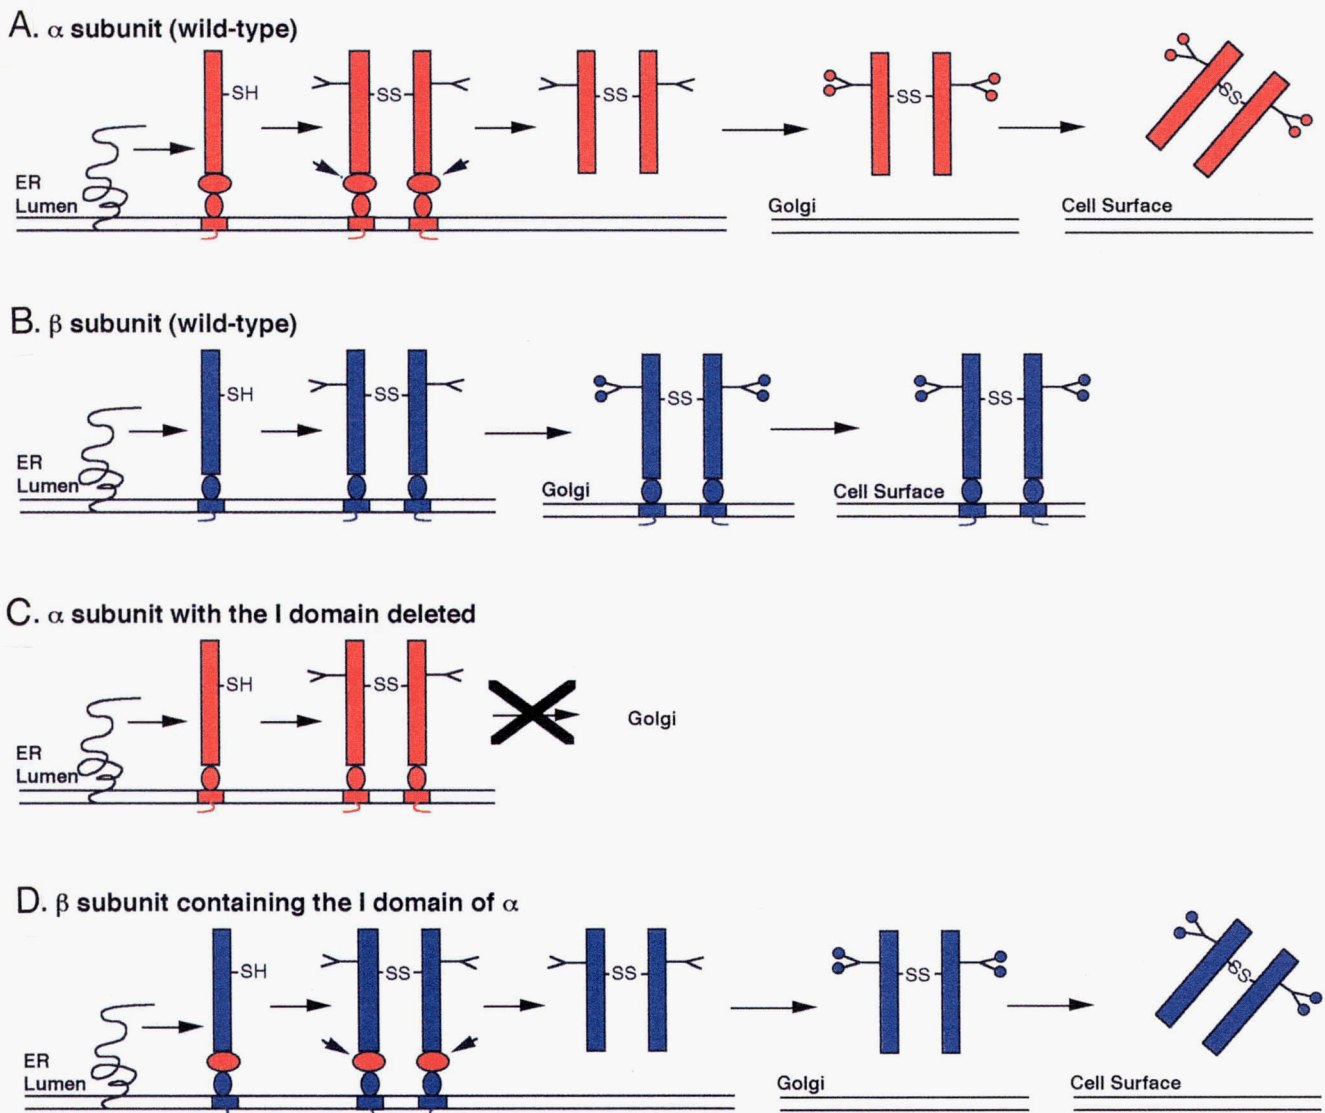 A. α subunit (wild-type)
SH
SS
SS
SS
SS
ER
Lumen
Golgi
Cell Surface
B. β subunit (wild-type)
SH
SS
SS
SS
ER
Lumen
Golgi
Cell Surface
C. α subunit with the I domain deleted
SH
SS
Golgi
ER
Lumen
D. β subunit containing the I domain of α
SH
SS
SS
SS
SS
ER
Lumen
Golgi
Cell Surface